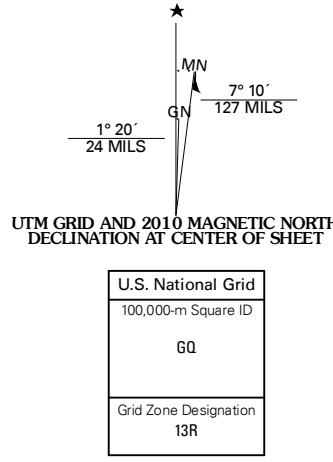 ★
MN
7° 10´
127 MILS
GN
1° 20´
24 MILS
UTM GRID AND 2010 MAGNETIC NORTH
DECLINATION AT CENTER OF SHEET
U.S. National Grid
100,000-m Square ID
GQ
Grid Zone Designation
13R